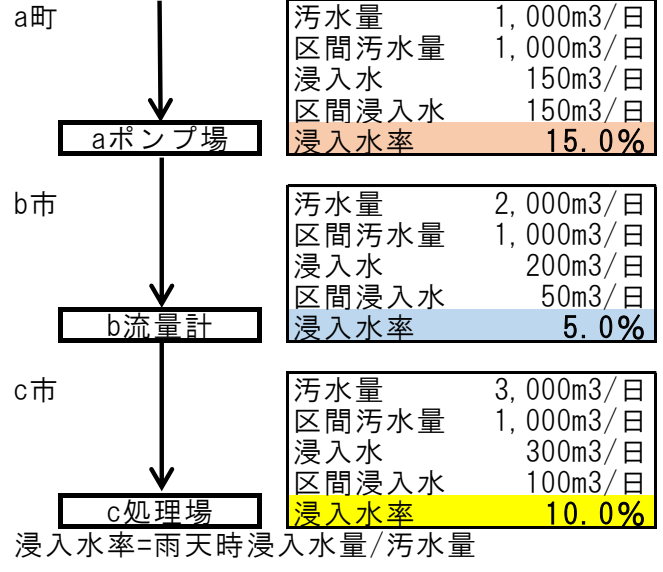 a町
汚水量 1,000m3/日
区間汚水量 1,000m3/日
浸入水 150m3/日
区間浸入水 150m3/日
浸入水率 15.0%
aポンプ場
b市
汚水量 2,000m3/日
区間汚水量 1,000m3/日
浸入水 200m3/日
区間浸入水 50m3/日
浸入水率 5.0%
b流量計
c市
汚水量 3,000m3/日
区間汚水量 1,000m3/日
浸入水 300m3/日
区間浸入水 100m3/日
浸入水率 10.0%
c処理場
浸入水率=雨天時浸入水量/汚水量